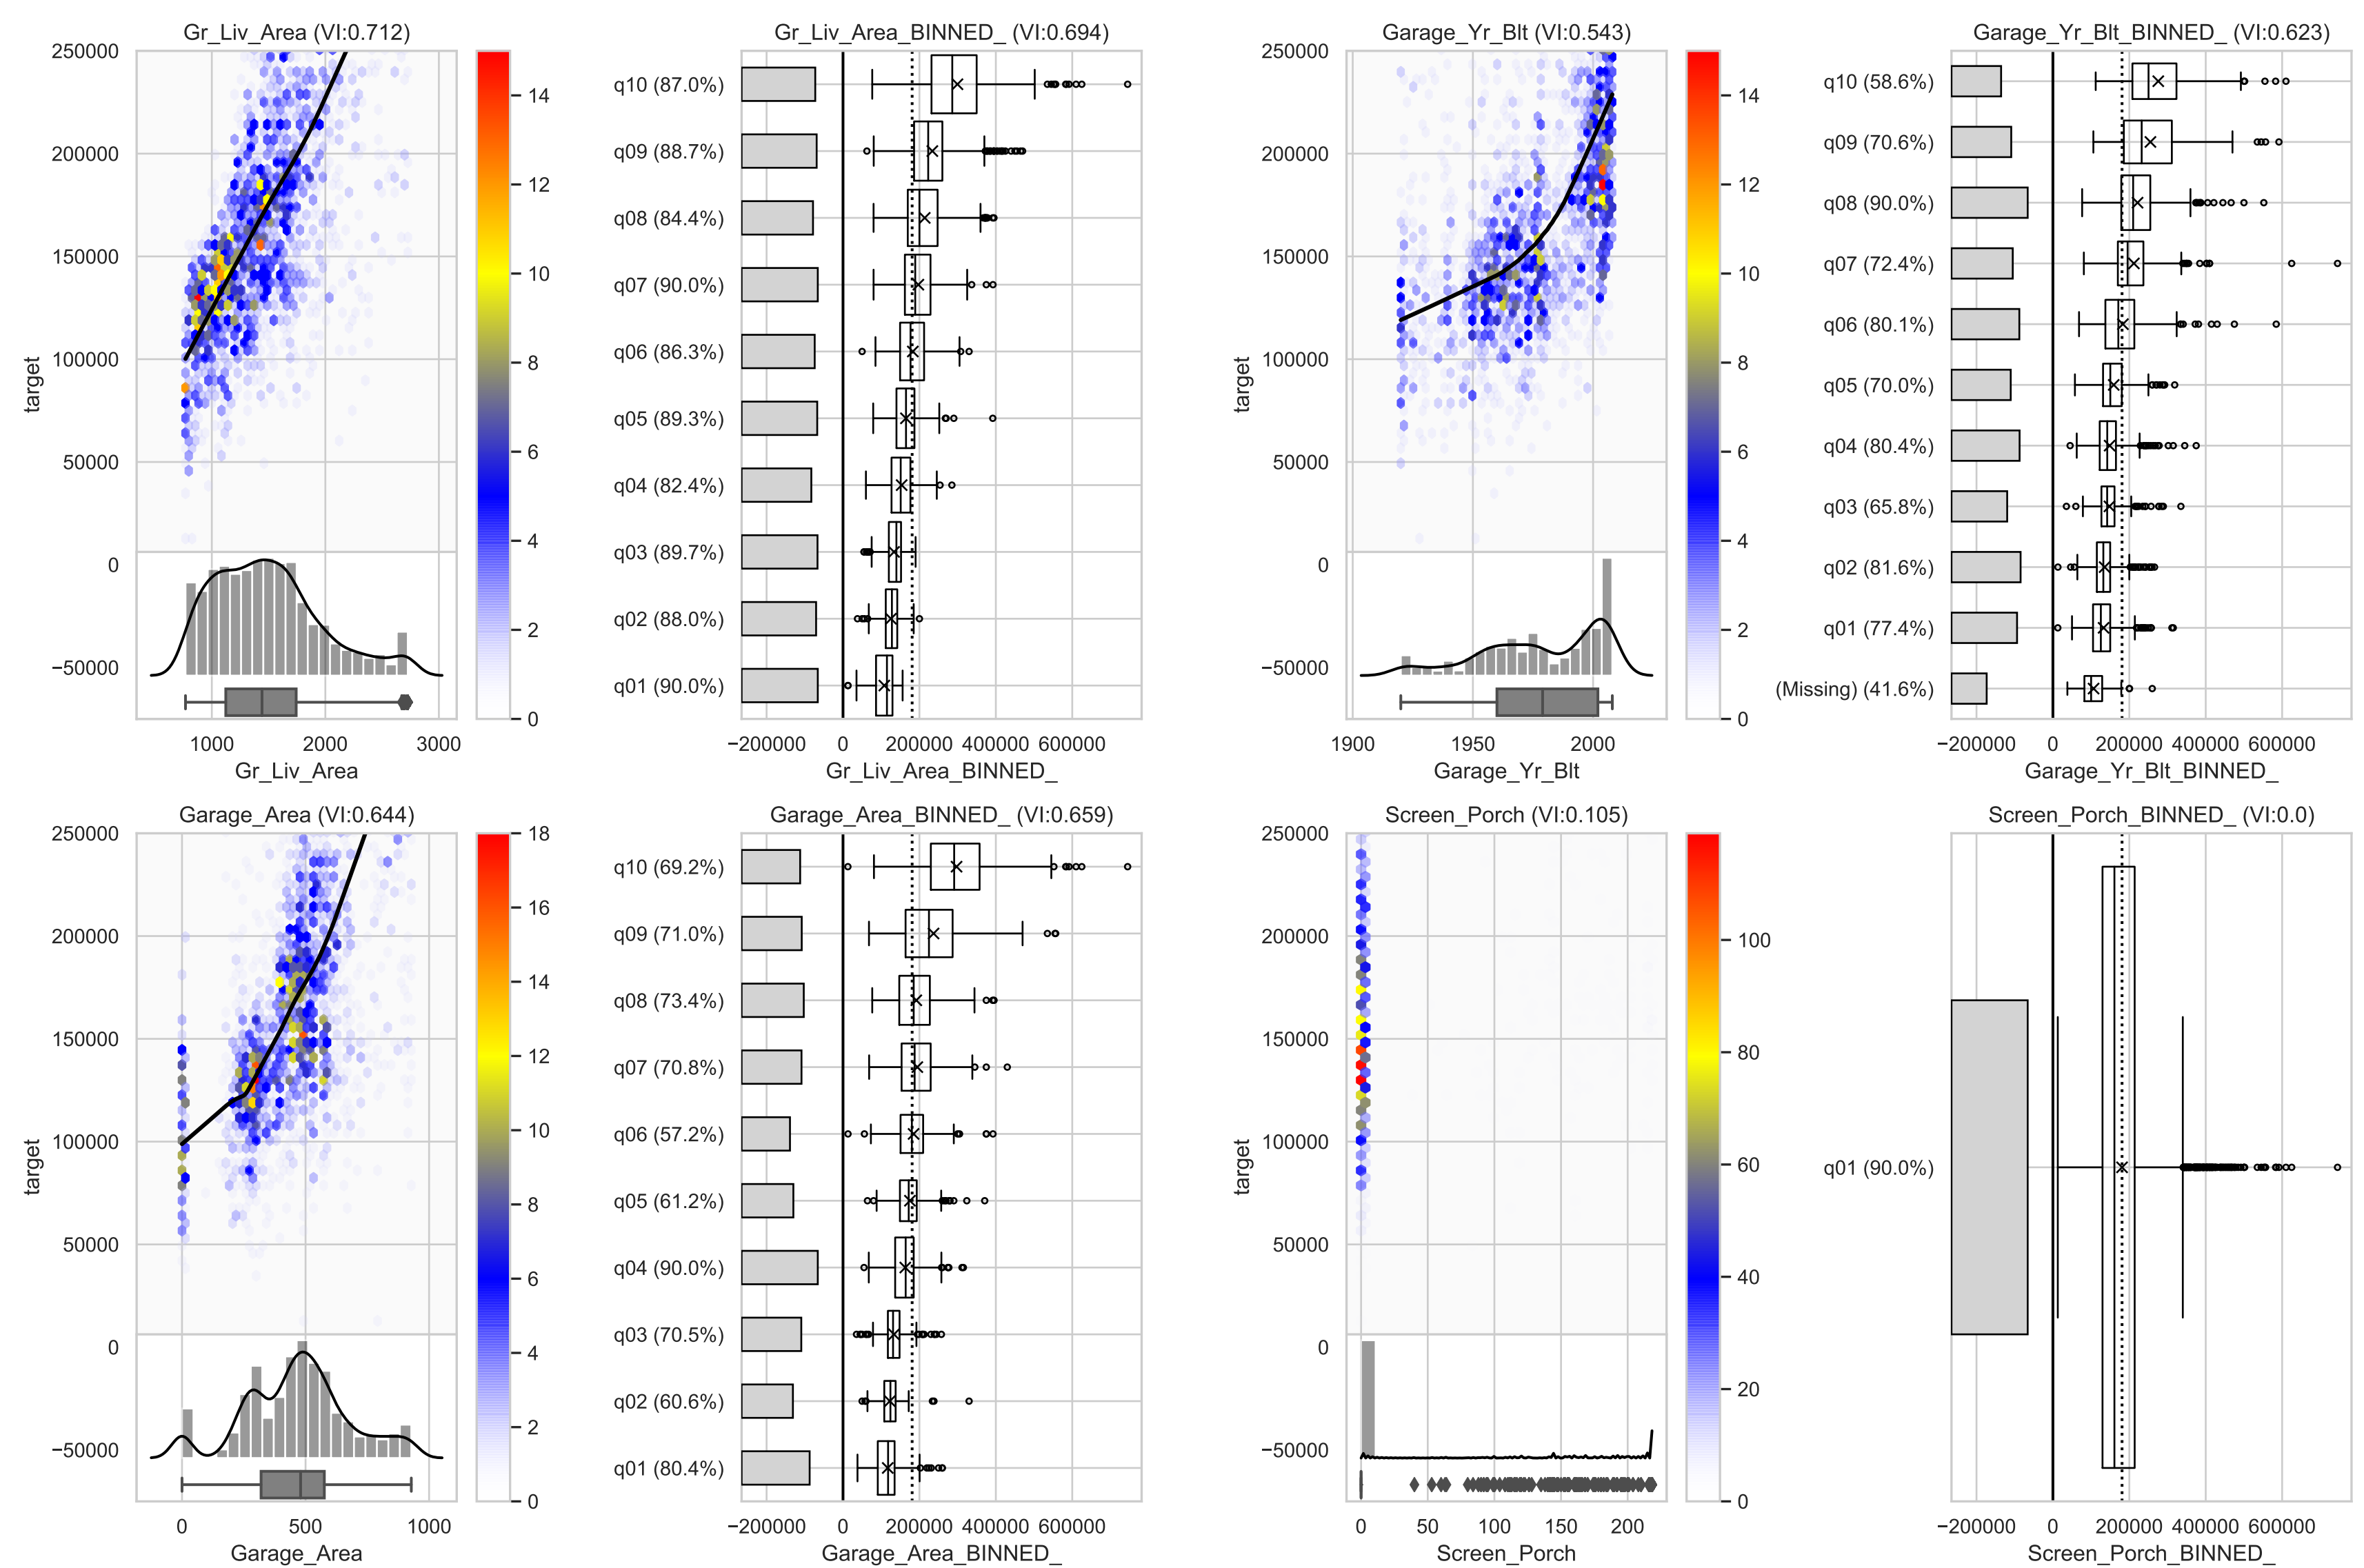 Gr_Liv_Area (VI:0.712)
250000
200000
150000
100000
50000
0
−50000
target
1000 2000 3000
Gr_Liv_Area
14
12
10
8
6
4
2
0
Gr_Liv_Area_BINNED_ (VI:0.694)
q10 (87.0%)
q09 (88.7%)
q08 (84.4%)
q07 (90.0%)
q06 (86.3%)
q05 (89.3%)
q04 (82.4%)
q03 (89.7%)
q02 (88.0%)
q01 (90.0%)
−200000 0 200000 400000 600000
Gr_Liv_Area_BINNED_
Garage_Yr_Blt (VI:0.543)
250000
200000
150000
100000
50000
0
−50000
target
1900 1950 2000
Garage_Yr_Blt
14
12
10
8
6
4
2
0
Garage_Yr_Blt_BINNED_ (VI:0.623)
q10 (58.6%)
q09 (70.6%)
q08 (90.0%)
q07 (72.4%)
q06 (80.1%)
q05 (70.0%)
q04 (80.4%)
q03 (65.8%)
q02 (81.6%)
q01 (77.4%)
(Missing) (41.6%)
−200000 0 200000 400000 600000
Garage_Yr_Blt_BINNED_
Garage_Area (VI:0.644)
250000
200000
150000
100000
50000
0
−50000
target
0 500 1000
Garage_Area
18
16
14
12
10
8
6
4
2
0
Garage_Area_BINNED_ (VI:0.659)
q10 (69.2%)
q09 (71.0%)
q08 (73.4%)
q07 (70.8%)
q06 (57.2%)
q05 (61.2%)
q04 (90.0%)
q03 (70.5%)
q02 (60.6%)
q01 (80.4%)
−200000 0 200000 400000 600000
Garage_Area_BINNED_
Screen_Porch (VI:0.105)
250000
200000
150000
100000
50000
0
−50000
target
0 50 100 150 200
Screen_Porch
100
80
60
40
20
0
Screen_Porch_BINNED_ (VI:0.0)
q01 (90.0%)
−200000 0 200000 400000 600000
Screen_Porch_BINNED_